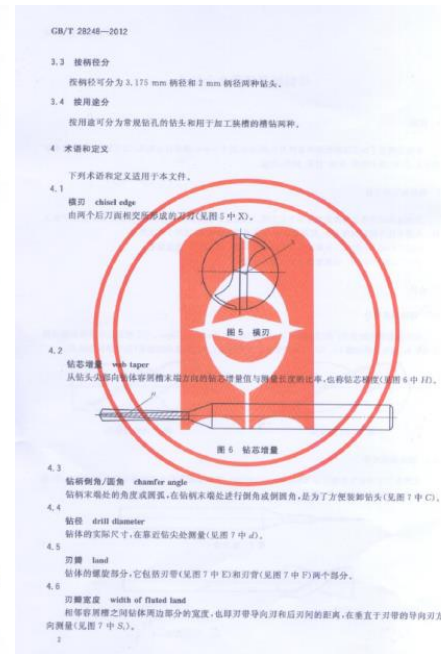 GB/T 28248—2012
3.3 按柄径分
按柄径可分为 3.175 mm 柄径和 2 mm 柄径两种钻头。
3.4 按用途分
按用途可分为常规钻孔的钻头和用于加工狭槽的槽钻两种。
4 术语和定义
下列术语和定义适用于本文件。
4.1
横刃 chisel edge
由两个后刀面相交所形成的刀刃(见图 5 中 X)。
X
图 5 横刃
4.2
钻芯增量 web taper
从钻头尖部向钻体容屑槽末端方向的钻芯增量值与测量长度的比率,也称钻芯梯度(见图 6 中 H)。
图 6 钻芯增量
4.3
钻柄倒角/圆角 chamfer angle
钻柄末端处的角度或圆弧,在钻柄末端处进行倒角或倒圆角,是为了方便装卸钻头(见图 7 中 C)。
4.4
钻径 drill diameter
钻体的实际尺寸,在靠近钻尖处测量(见图 7 中 d)。
4.5
刃瓣 land
钻体的螺旋部分,它包括刃带(见图 7 中 E)和刃背(见图 7 中 F)两个部分。
4.6
刃瓣宽度 width of fluted land
相邻容屑槽之间钻体周边部分的宽度,也即刃带导向刃和后刃间的距离,在垂直于刃带的导向刃方
向测量(见图 7 中 S)。
2